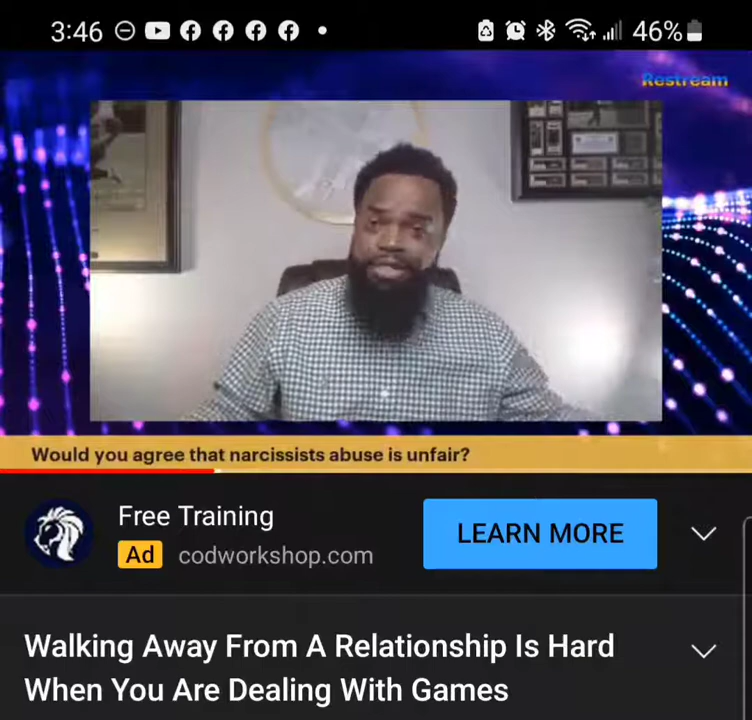 3:46 46%
Restream
Would you agree that narcissists abuse is unfair?
Free Training
Ad codworkshop.com
LEARN MORE
Walking Away From A Relationship Is Hard
When You Are Dealing With Games